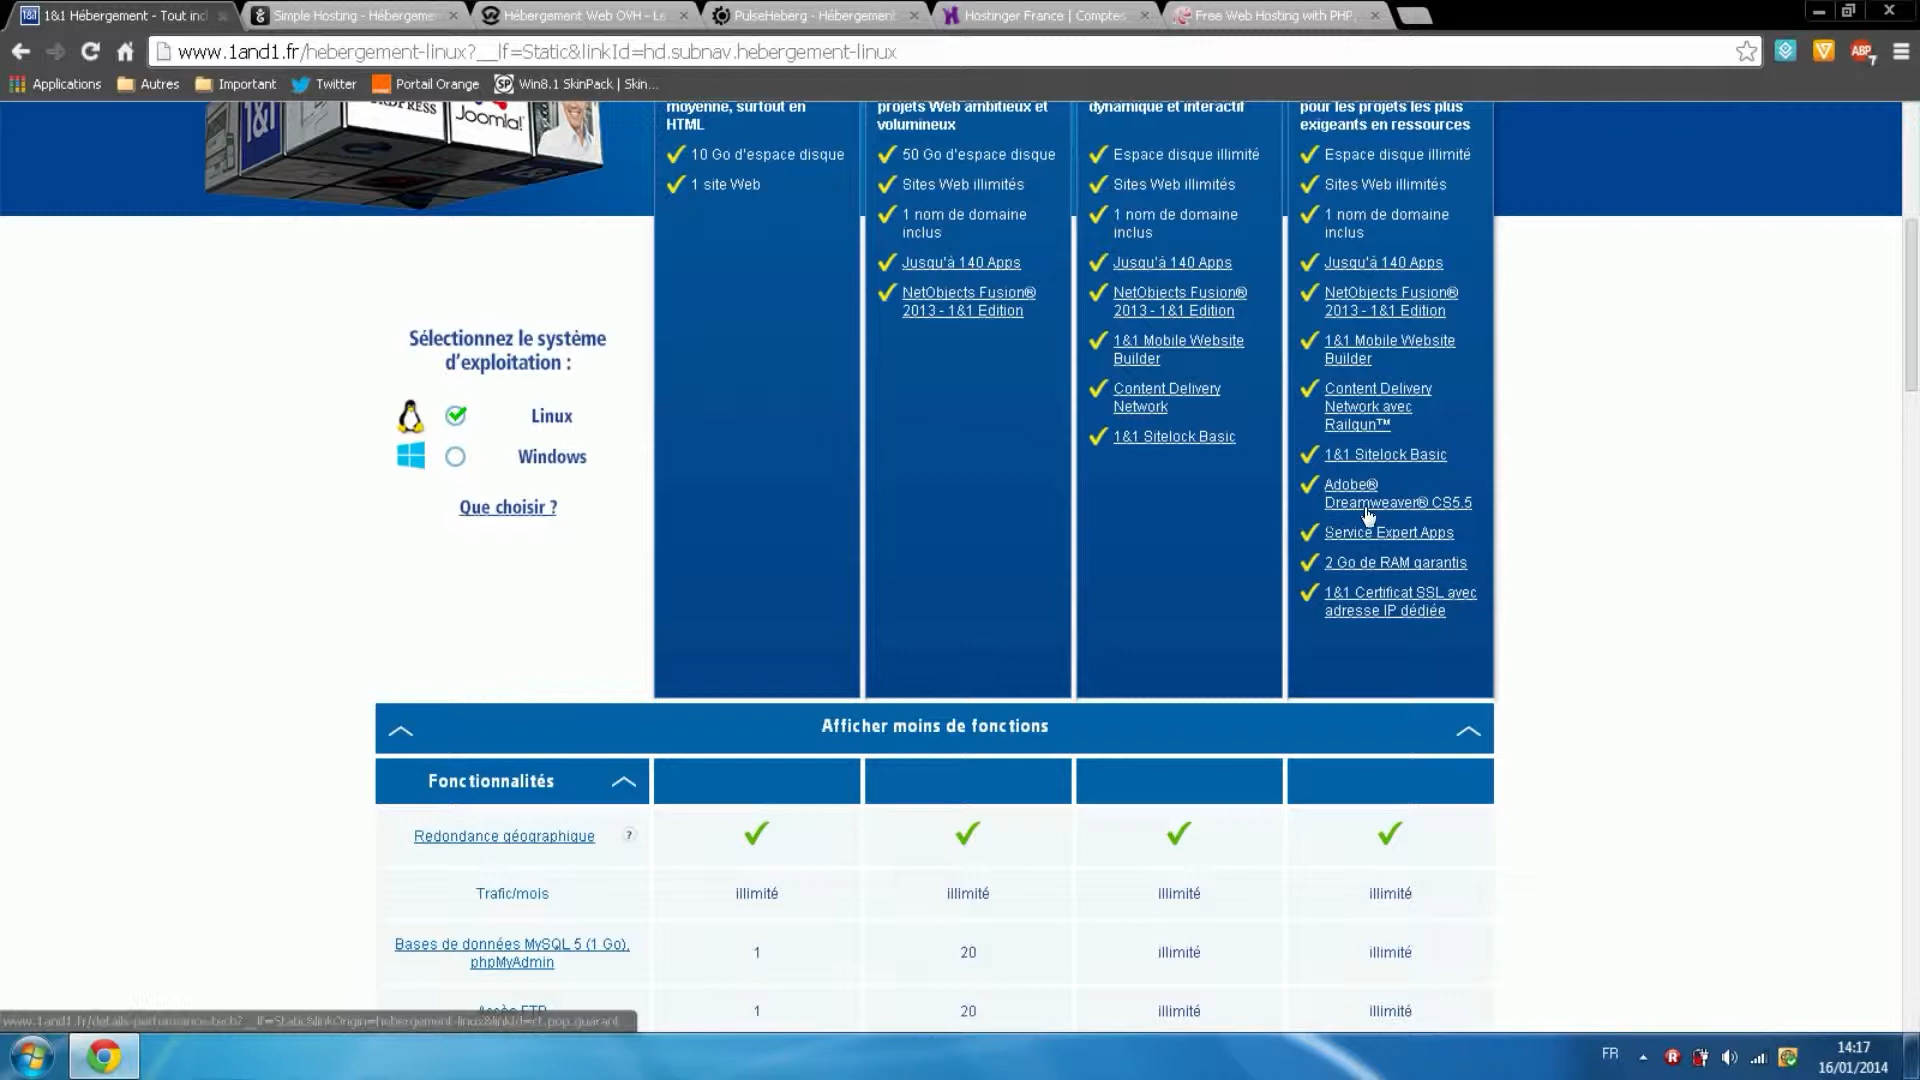 1&1 Hébergement - Tout incl
Simple Hosting - Hébergeme
Hébergement Web OVH - Le
PulseHeberg - Hébergement
Hostinger France | Comptes
Free Web Hosting with PHP,
www.1and1.fr/hebergement-linux?__lf=Static&linkId=hd.subnav.hebergement-linux
ABP
7
Applications
Autres
Important
Twitter
Portail Orange
SP
Win8.1 SkinPack | Skin...
1&1
Joomla!
moyenne, surtout en
HTML
10 Go d'espace disque
1 site Web
projets Web ambitieux et
volumineux
50 Go d'espace disque
Sites Web illimités
1 nom de domaine
inclus
Jusqu'à 140 Apps
NetObjects Fusion®
2013 - 1&1 Edition
dynamique et interactif
Espace disque illimité
Sites Web illimités
1 nom de domaine
inclus
Jusqu'à 140 Apps
NetObjects Fusion®
2013 - 1&1 Edition
1&1 Mobile Website
Builder
Content Delivery
Network
1&1 Sitelock Basic
pour les projets les plus
exigeants en ressources
Espace disque illimité
Sites Web illimités
1 nom de domaine
inclus
Jusqu'à 140 Apps
NetObjects Fusion®
2013 - 1&1 Edition
1&1 Mobile Website
Builder
Content Delivery
Network avec
Railgun™
1&1 Sitelock Basic
Adobe®
Dreamweaver® CS5.5
Service Expert Apps
2 Go de RAM garantis
1&1 Certificat SSL avec
adresse IP dédiée
Sélectionnez le système
d'exploitation :
Linux
Windows
Que choisir ?
Afficher moins de fonctions
Fonctionnalités
Redondance géographique ?
Trafic/mois illimité illimité illimité illimité
Bases de données MySQL 5 (1 Go),
phpMyAdmin 1 20 illimité illimité
Accès FTP 1 20 illimité illimité
FR
14:17
16/01/2014